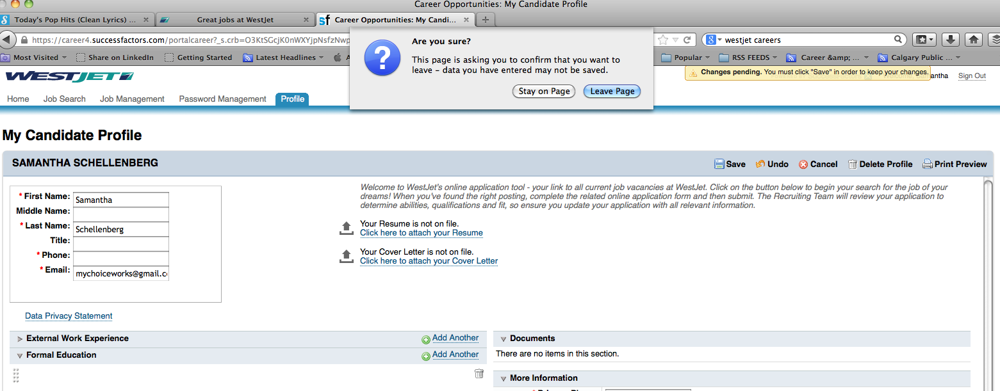 Career Opportunities: My Candidate Profile
Today's Pop Hits (Clean Lyrics) ...
Great jobs at WestJet
sf Career Opportunities: My Candi...
https://career4.successfactors.com/portalcareer?_s.crb=O3KtSGcjK0nWXYjpNsfzNwp
westjet careers
Most Visited
Share on LinkedIn
Getting Started
Latest Headlines
Popular
RSS FEEDS
Career &amp; ...
Calgary Public ...
Are you sure?
This page is asking you to confirm that you want to
leave - data you have entered may not be saved.
Stay on Page
Leave Page
WESTJET
Changes pending. You must click "Save" in order to keep your changes.
antha
Sign Out
Home
Job Search
Job Management
Password Management
Profile
My Candidate Profile
SAMANTHA SCHELLENBERG
Save
Undo
Cancel
Delete Profile
Print Preview
* First Name: Samantha
Middle Name:
* Last Name: Schellenberg
Title:
* Phone:
* Email: mychoiceworks@gmail.c
Welcome to WestJet's online application tool - your link to all current job vacancies at WestJet. Click on the button below to begin your search for the job of your
dreams! When you've found the right posting, complete the related online application form and then submit. The Recruiting Team will review your application to
determine abilities, qualifications and fit, so ensure you update your application with all relevant information.
Your Resume is not on file.
Click here to attach your Resume
Your Cover Letter is not on file.
Click here to attach your Cover Letter
Data Privacy Statement
External Work Experience
Add Another
Formal Education
Add Another
Documents
There are no items in this section.
More Information